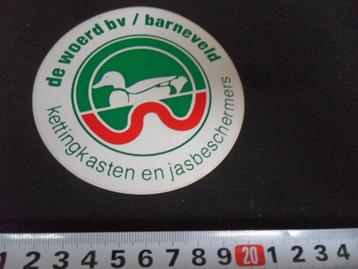 de woerd bv / barneveld
kettingkasten en jasbeschermers
1 2 3 4 5 6 7 8 9 20 1 2 3 4